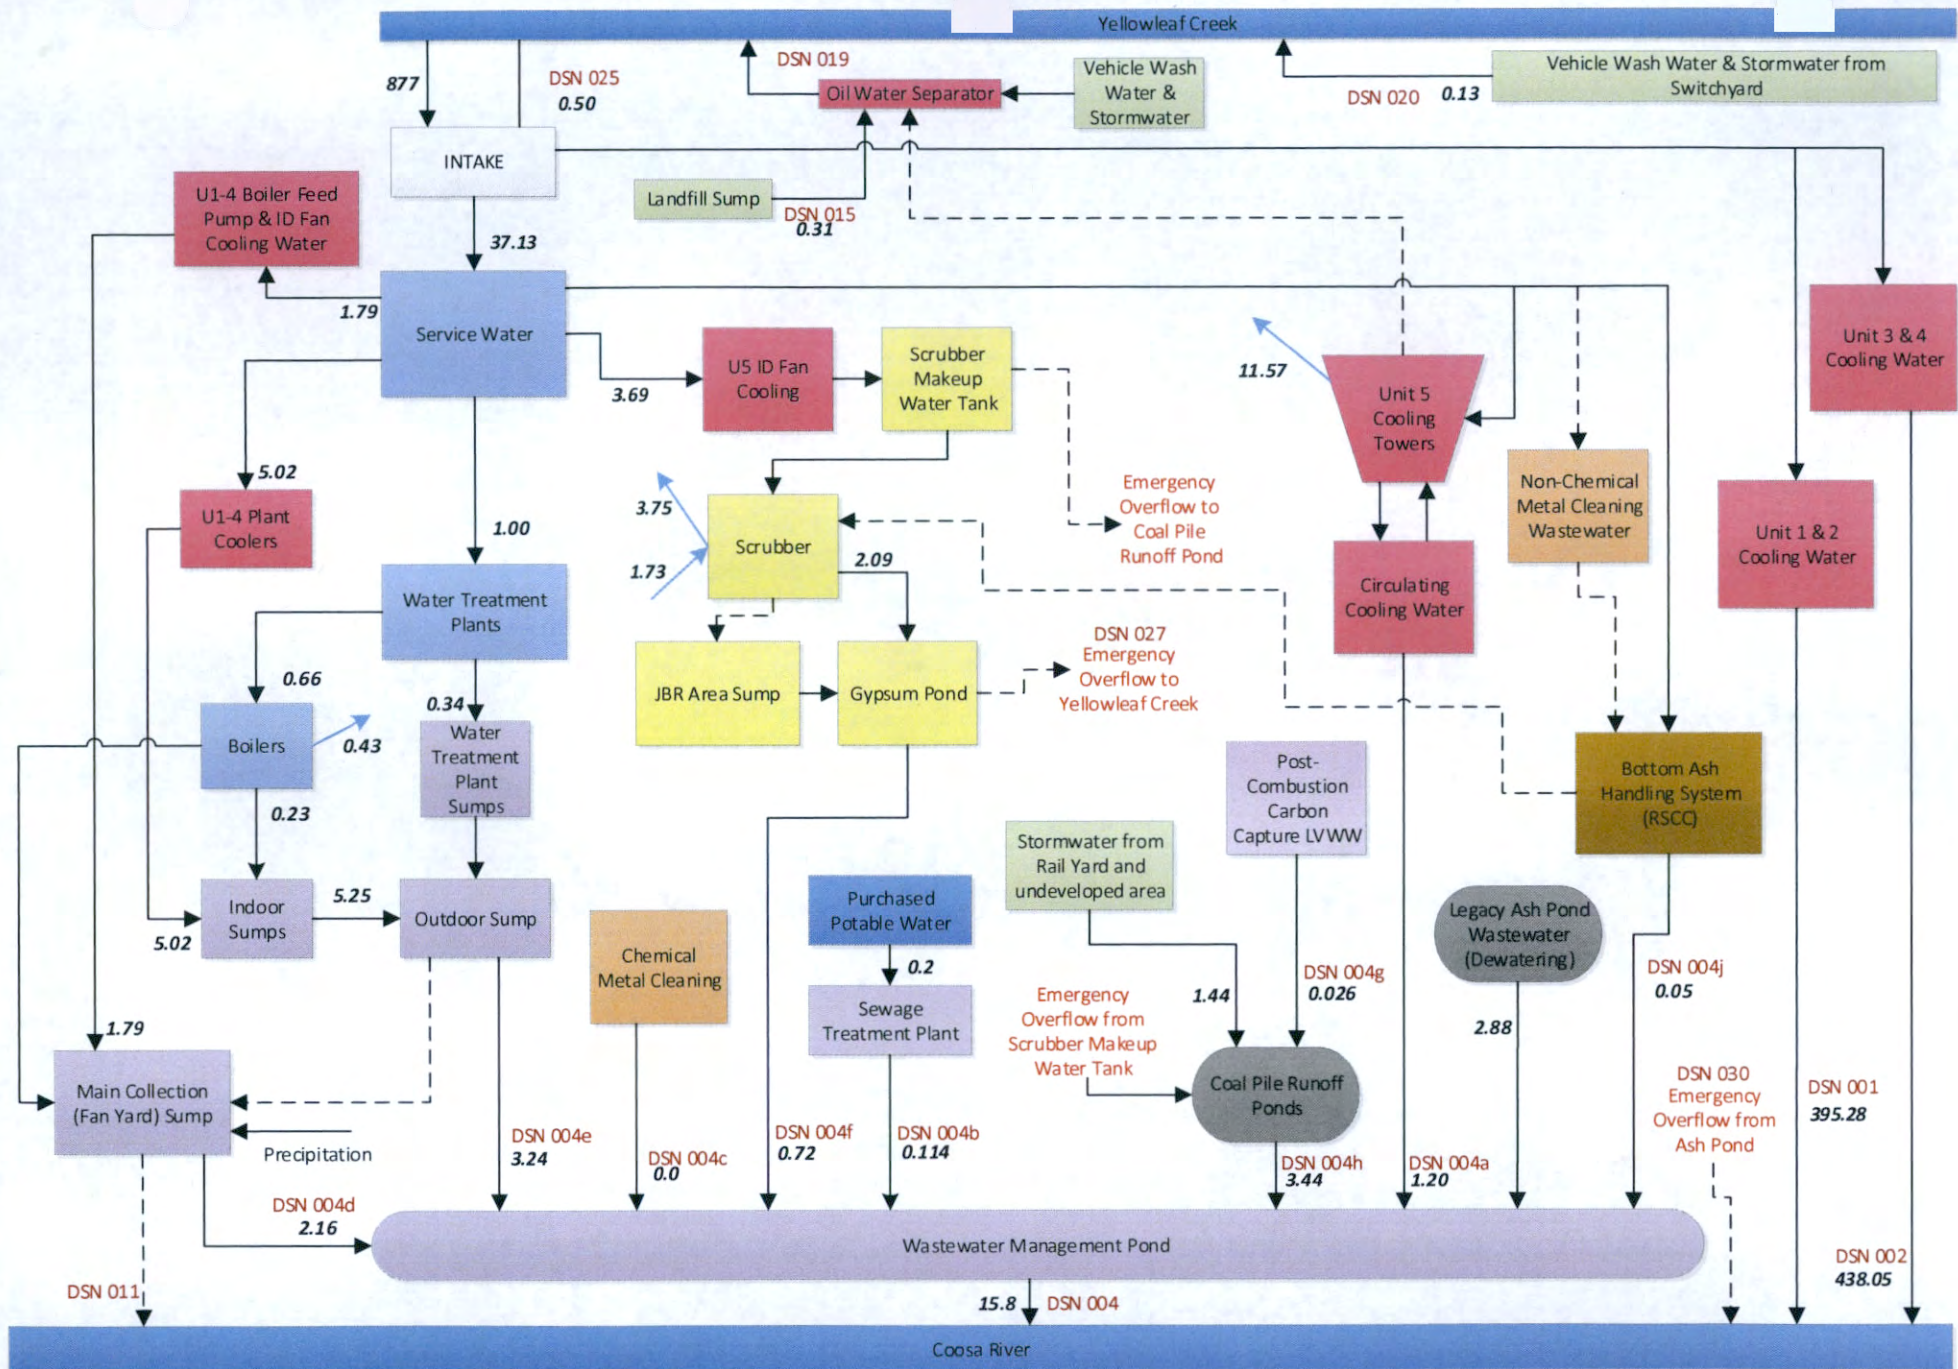 Yellowleaf Creek
877
DSN 025
0.50
DSN 019
Oil Water Separator
Vehicle Wash
Water &
Stormwater
DSN 020
0.13
Vehicle Wash Water & Stormwater from
Switchyard
INTAKE
Landfill Sump
DSN 015
0.31
U1-4 Boiler Feed
Pump & ID Fan
Cooling Water
37.13
1.79
Service Water
3.69
U5 ID Fan
Cooling
Scrubber
Makeup
Water Tank
11.57
Unit 5
Cooling
Towers
Unit 3 & 4
Cooling Water
5.02
U1-4 Plant
Coolers
1.00
3.75
1.73
Scrubber
2.09
Emergency
Overflow to
Coal Pile
Runoff Pond
Non-Chemical
Metal Cleaning
Wastewater
Unit 1 & 2
Cooling Water
Circulating
Cooling Water
Water Treatment
Plants
0.66
0.34
JBR Area Sump
Gypsum Pond
DSN 027
Emergency
Overflow to
Yellowleaf Creek
Boilers
0.43
Water
Treatment
Plant
Sumps
0.23
Post-
Combustion
Carbon
Capture LVWW
Bottom Ash
Handling System
(RSCC)
Stormwater from
Rail Yard and
undeveloped area
Indoor
Sumps
5.02
5.25
Outdoor Sump
Chemical
Metal Cleaning
Purchased
Potable Water
0.2
Sewage
Treatment Plant
Legacy Ash Pond
Wastewater
(Dewatering)
2.88
DSN 004j
0.05
1.44
DSN 004g
0.026
Emergency
Overflow from
Scrubber Makeup
Water Tank
Coal Pile Runoff
Ponds
1.79
Main Collection
(Fan Yard) Sump
Precipitation
DSN 030
Emergency
Overflow from
Ash Pond
DSN 001
395.28
DSN 004e
3.24
DSN 004c
0.0
DSN 004f
0.72
DSN 004b
0.114
DSN 004h
3.44
DSN 004a
1.20
DSN 004d
2.16
Wastewater Management Pond
DSN 002
438.05
DSN 011
15.8
DSN 004
Coosa River